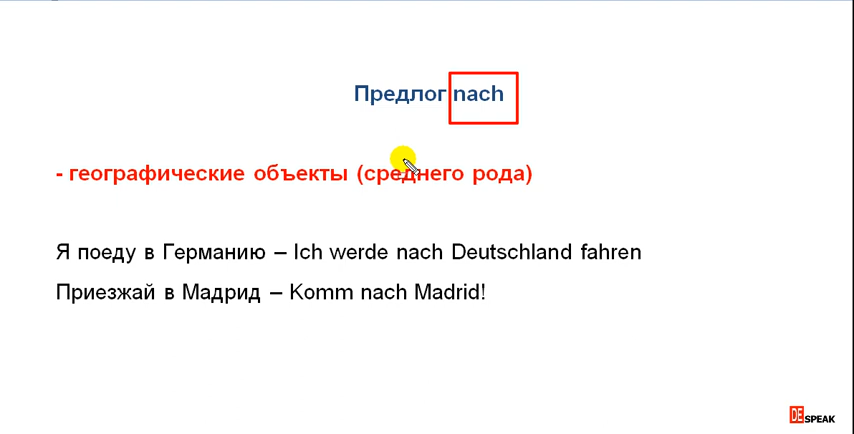 Предлог nach
- географические объекты (среднего рода)
Я поеду в Германию – Ich werde nach Deutschland fahren
Приезжай в Мадрид – Komm nach Madrid!
DE SPEAK